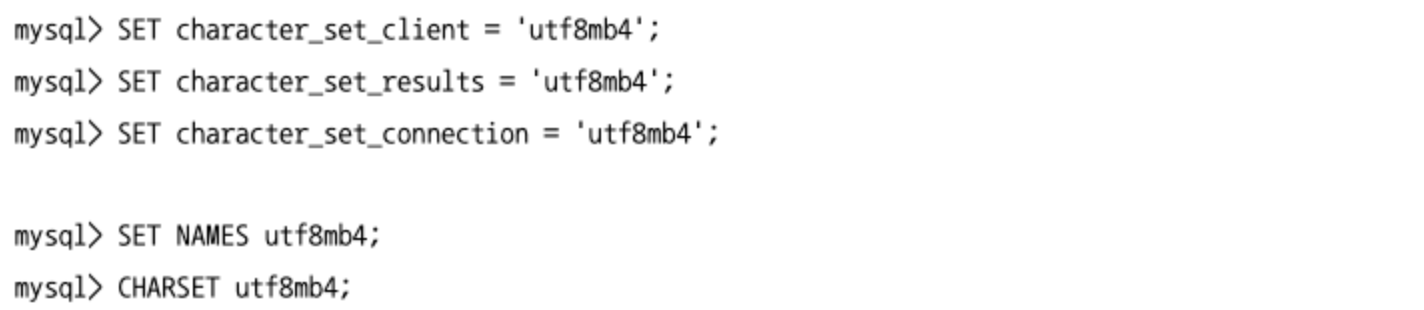 mysql> SET character_set_client = 'utf8mb4';
mysql> SET character_set_results = 'utf8mb4';
mysql> SET character_set_connection = 'utf8mb4';
mysql> SET NAMES utf8mb4;
mysql> CHARSET utf8mb4;